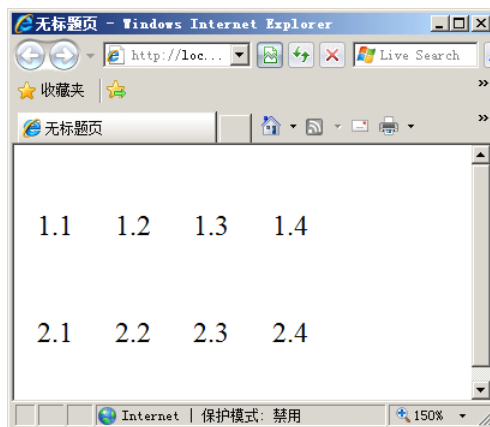 无标题页 - Windows Internet Explorer
http://loc... Live Search
收藏夹 »
无标题页 »
1.1 1.2 1.3 1.4
2.1 2.2 2.3 2.4
Internet | 保护模式: 禁用 150%